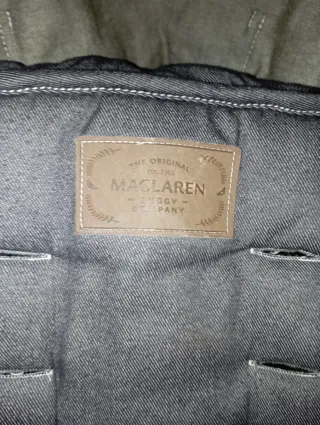 THE ORIGINAL
EST. 1965
MACLAREN
BUGGY
COMPANY